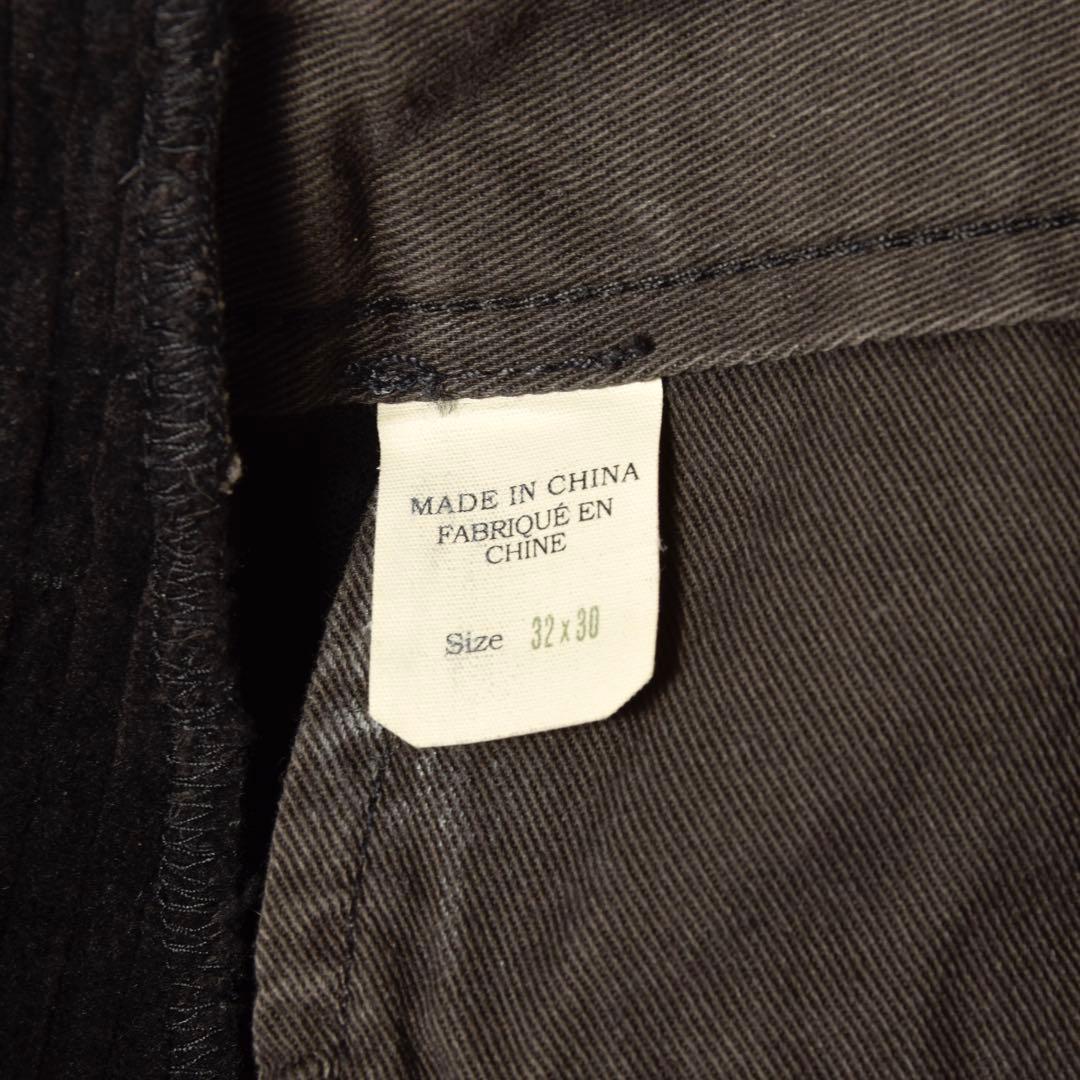 MADE IN CHINA
FABRIQUÉ EN
CHINE
Size 32 x 30